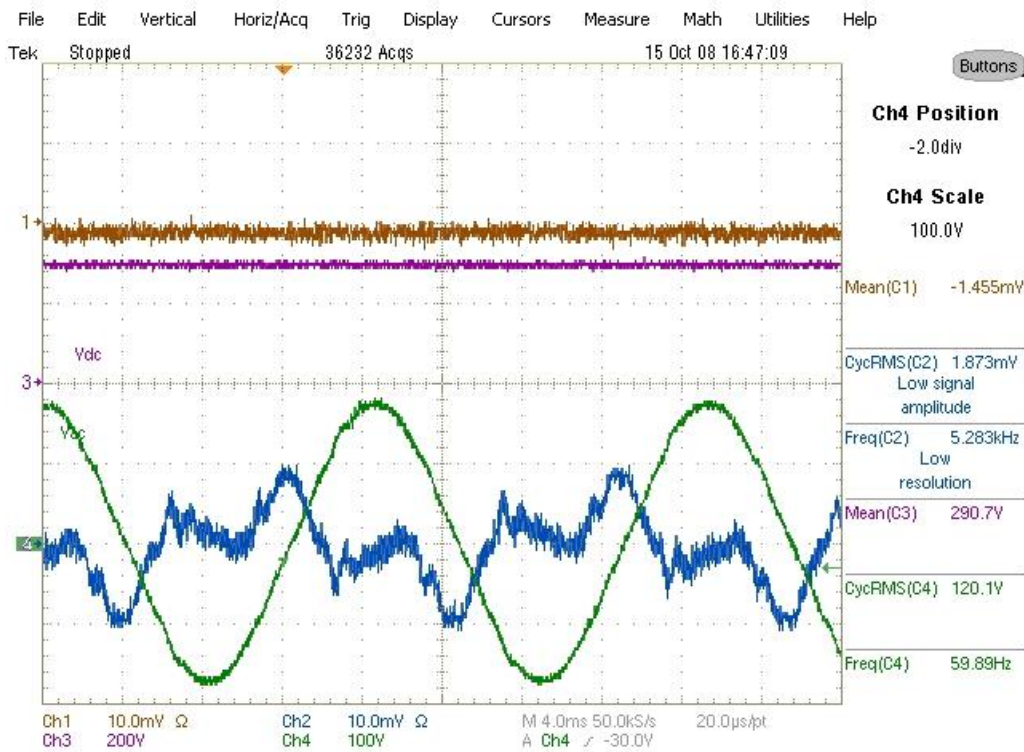 File Edit Vertical Horiz/Acq Trig Display Cursors Measure Math Utilities Help
Tek Stopped 36232 Acqs 15 Oct 08 16:47:09
Buttons
Ch4 Position
-2.0div
Ch4 Scale
100.0V
1
Mean(C1) -1.455mV
Vdc
CycRMS(C2) 1.873mV
Low signal
amplitude
3
Freq(C2) 5.283kHz
Low
resolution
Mean(C3) 290.7V
4
CycRMS(C4) 120.1V
Freq(C4) 59.89Hz
Ch1 10.0mV Ω Ch2 10.0mV Ω M 4.0ms 50.0kS/s 20.0µs/pt
Ch3 200V Ch4 100V A Ch4 / -30.0V